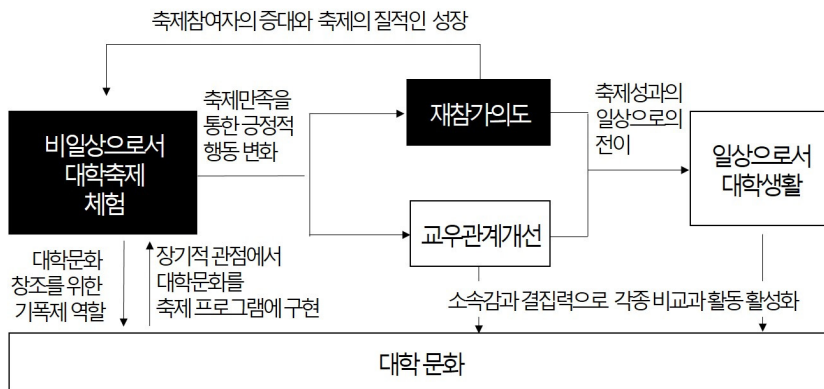 축제참여자의 증대와 축제의 질적인 성장
비일상으로서
대학축제
체험
축제만족을
통한 긍정적
행동 변화
재참가의도
교우관계개선
축제성과의
일상으로의
전이
일상으로서
대학생활
대학문화
창조를 위한
기폭제 역할
장기적 관점에서
대학문화를
축제 프로그램에 구현
소속감과 결집력으로 각종 비교과 활동 활성화
대학 문화